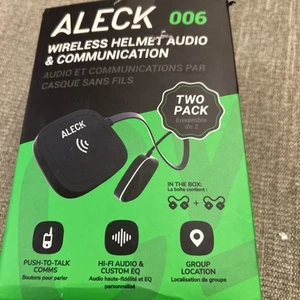 ALECK 006
WIRELESS HELMET AUDIO
& COMMUNICATION
AUDIO ET COMMUNICATIONS PAR
CASQUE SANS FILS
TWO
PACK
Ensemble
de 2
ALECK
IN THE BOX:
La boîte contient :
+
PUSH-TO-TALK
COMMS
Boutons pour parler
HI-FI AUDIO &
CUSTOM EQ
Audio haute-fidélité et EQ
personnalisé
GROUP
LOCATION
Localisation de groupe